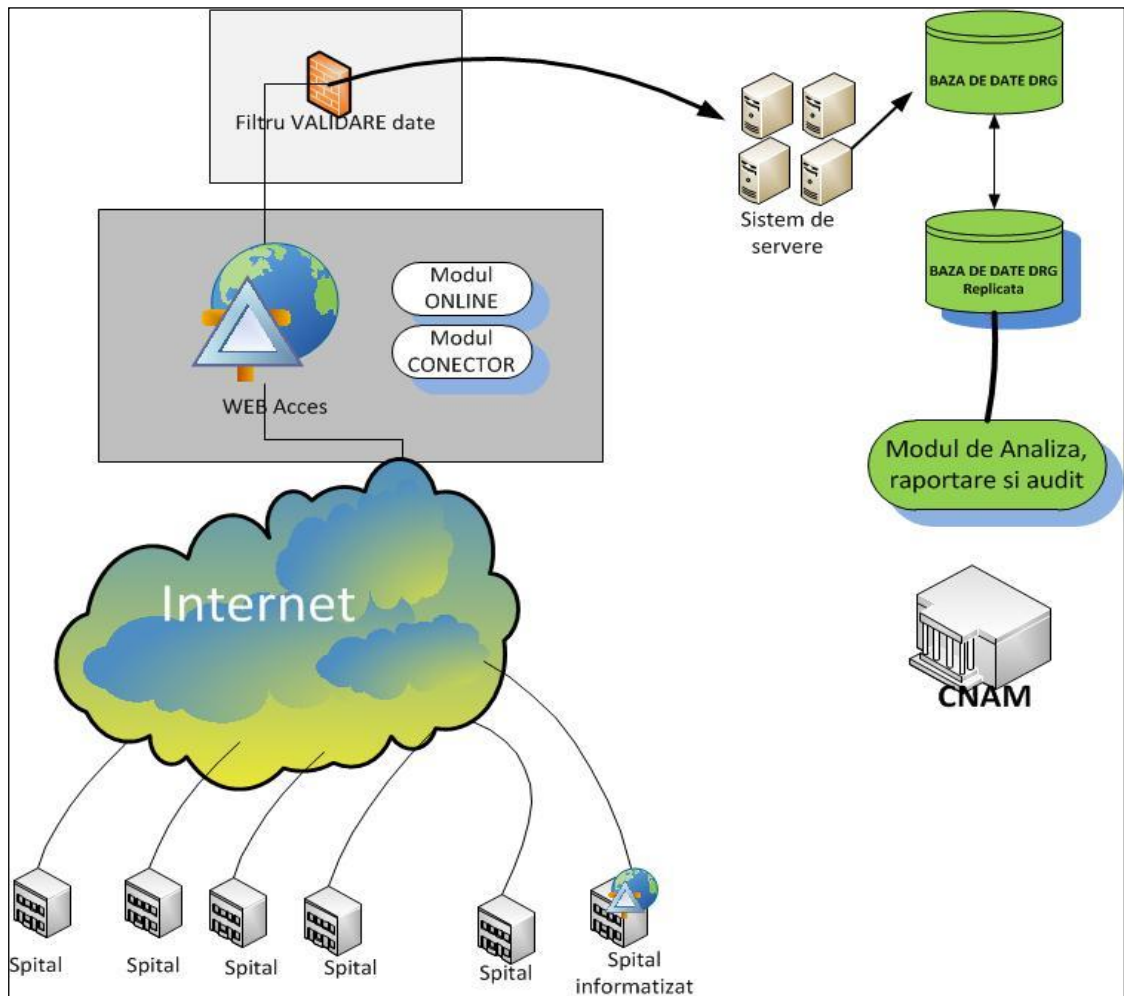 Filtru VALIDARE date
BAZA DE DATE DRG
Sistem de
servere
BAZA DE DATE DRG
Replicata
Modul
ONLINE
Modul
CONECTOR
WEB Acces
Modul de Analiza,
raportare si audit
Internet
CNAM
Spital
Spital
Spital
Spital
Spital
Spital
informatizat